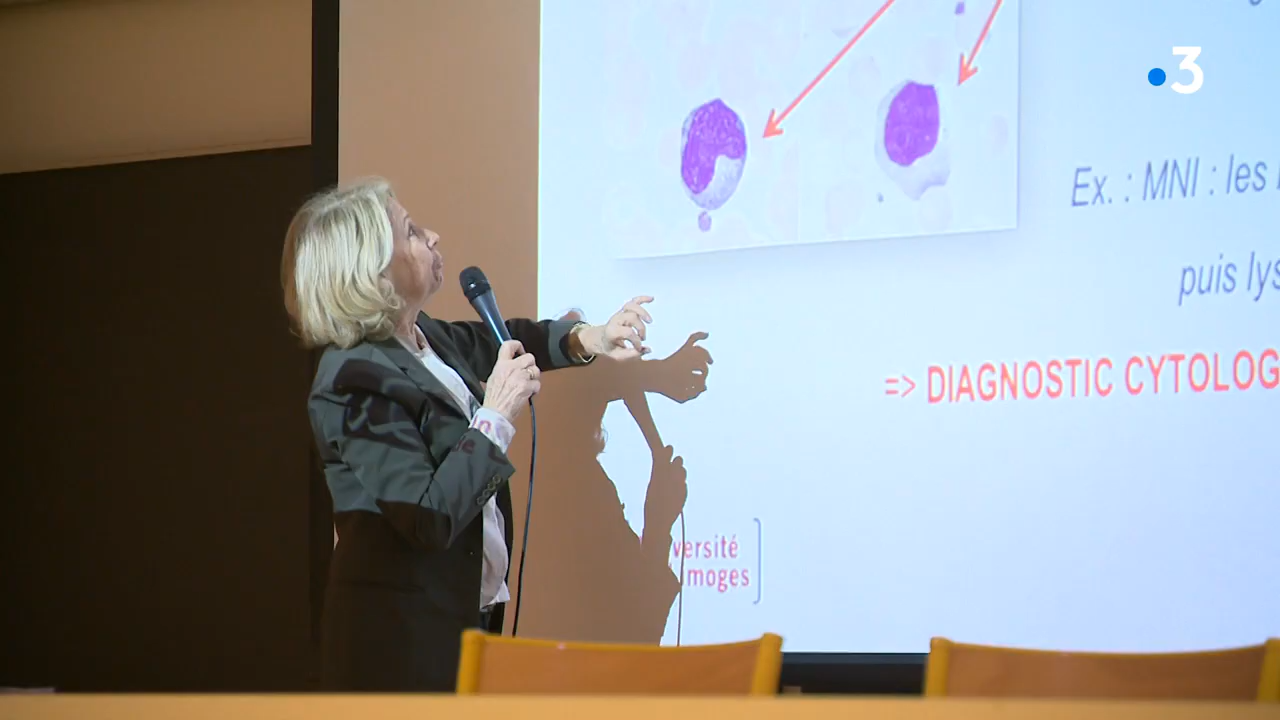 3
Ex. : MNI : les
puis lys
=> DIAGNOSTIC CYTOLOG
versité
moges